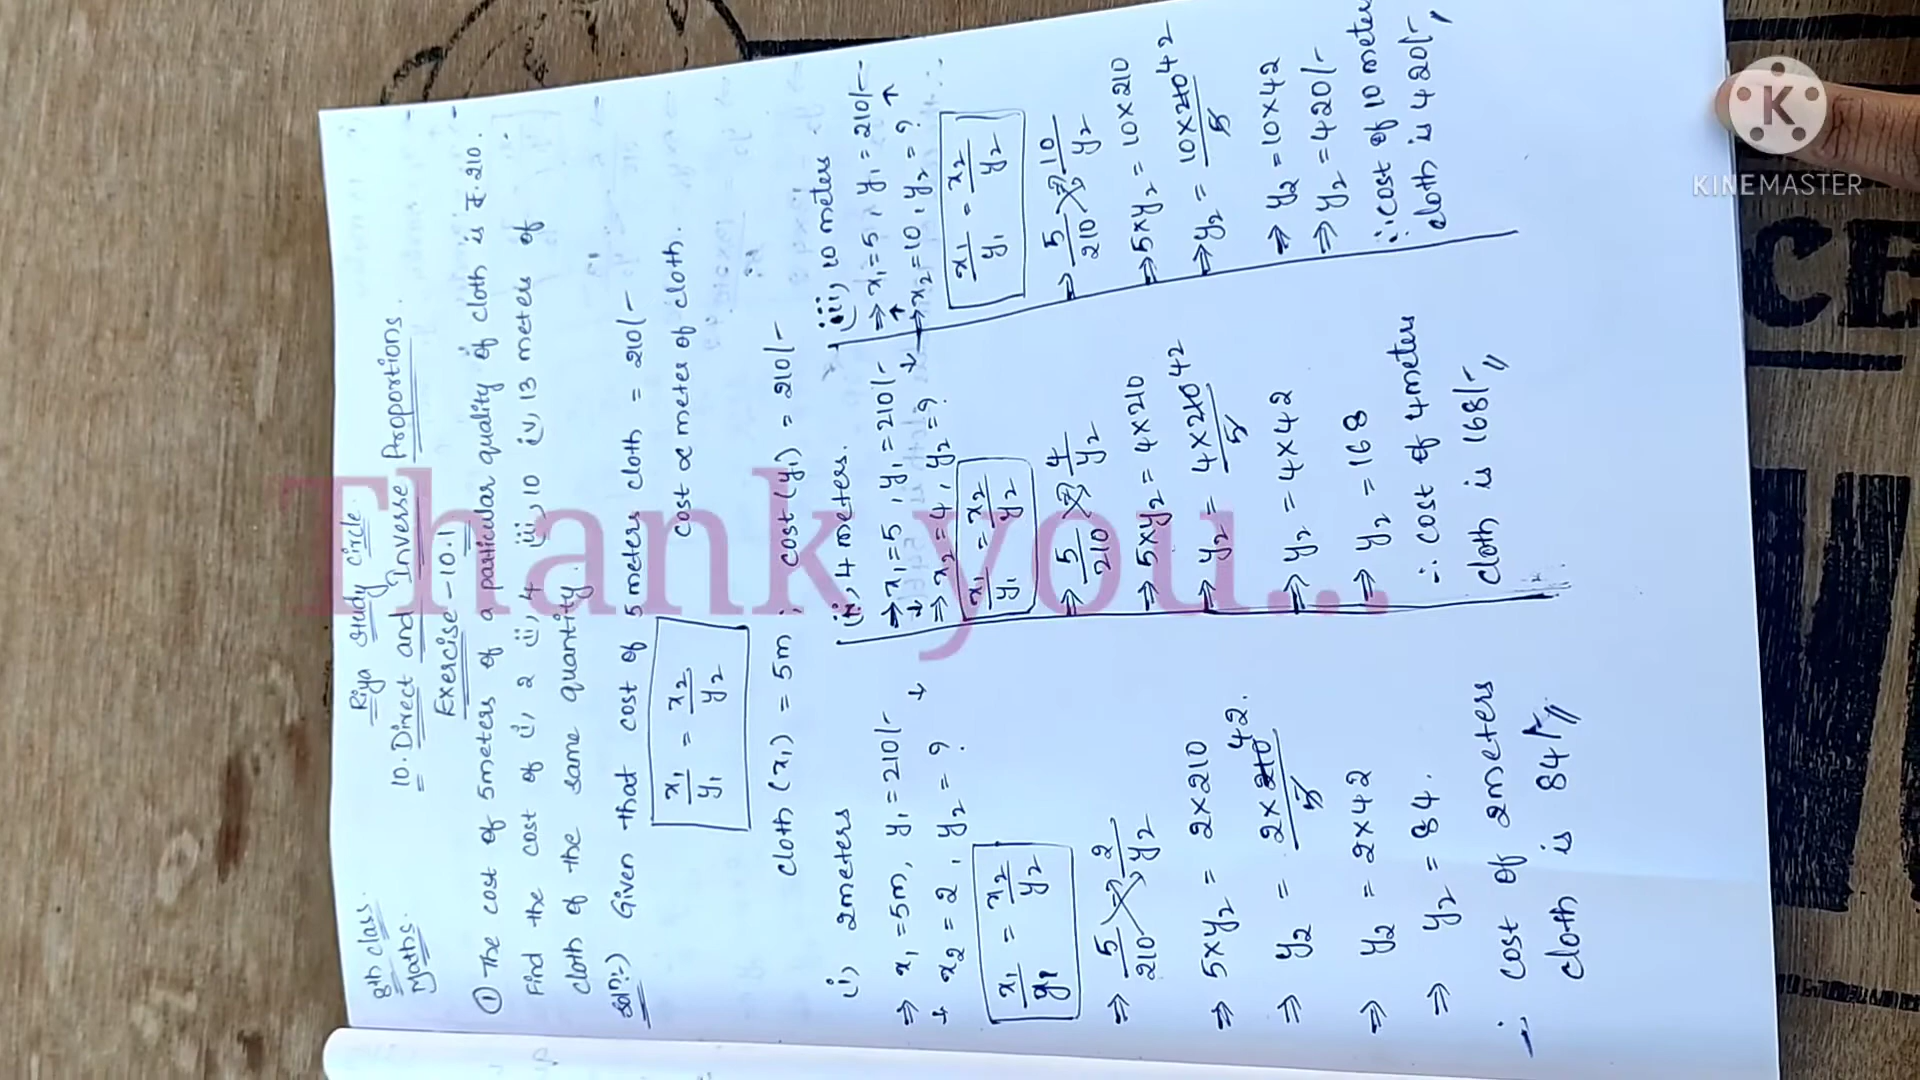 8th class.
Maths.
Riya study circle.
10. Direct and Inverse Proportions.
Exercise - 10.1
① The cost of 5meters of a particular quality of cloth is ₹. 210.
Find the cost of (i), 2 (ii), 4 (iii), 10 (iv), 13 meters of
cloth of the same quantity.
Sol?:-) Given that cost of 5 meters cloth = 210/-
cost ∝ meter of cloth.
x₁/y₁ = x₂/y₂
cloth (x₁) = 5m ; cost (y₁) = 210/-
(i), 2meters
⇒ x₁ = 5m, y₁ = 210/-
↓ x₂ = 2, y₂ = ? ↓
x₁/y₁ = x₂/y₂
⇒ 5/210 = 2/y₂
⇒ 5×y₂ = 2×210
⇒ y₂ = 2×210/5 42.
⇒ y₂ = 2×42
⇒ y₂ = 84.
∴ cost of 2meters
cloth is 84/-
(ii), 4 meters.
⇒ x₁ = 5, y₁ = 210/-
↓ ⇒ x₂ = 4, y₂ = ? ↓
x₁/y₁ = x₂/y₂
⇒ 5/210 = 4/y₂
⇒ 5×y₂ = 4×210
⇒ y₂ = 4×210/5 42
⇒ y₂ = 4×42
⇒ y₂ = 168
∴ cost of 4meters
cloth is 168/-
(iii), 10 meters
⇒ x₁ = 5, y₁ = 210/-
↑ ⇒ x₂ = 10, y₂ = ? ↑
x₁/y₁ = x₂/y₂
⇒ 5/210 = 10/y₂
⇒ 5×y₂ = 10×210
⇒ y₂ = 10×210/5 42
⇒ y₂ = 10×42
⇒ y₂ = 420/-
∴ cost of 10 meter
cloth is 420/-
Thank you...
K
KINEMASTER
CE